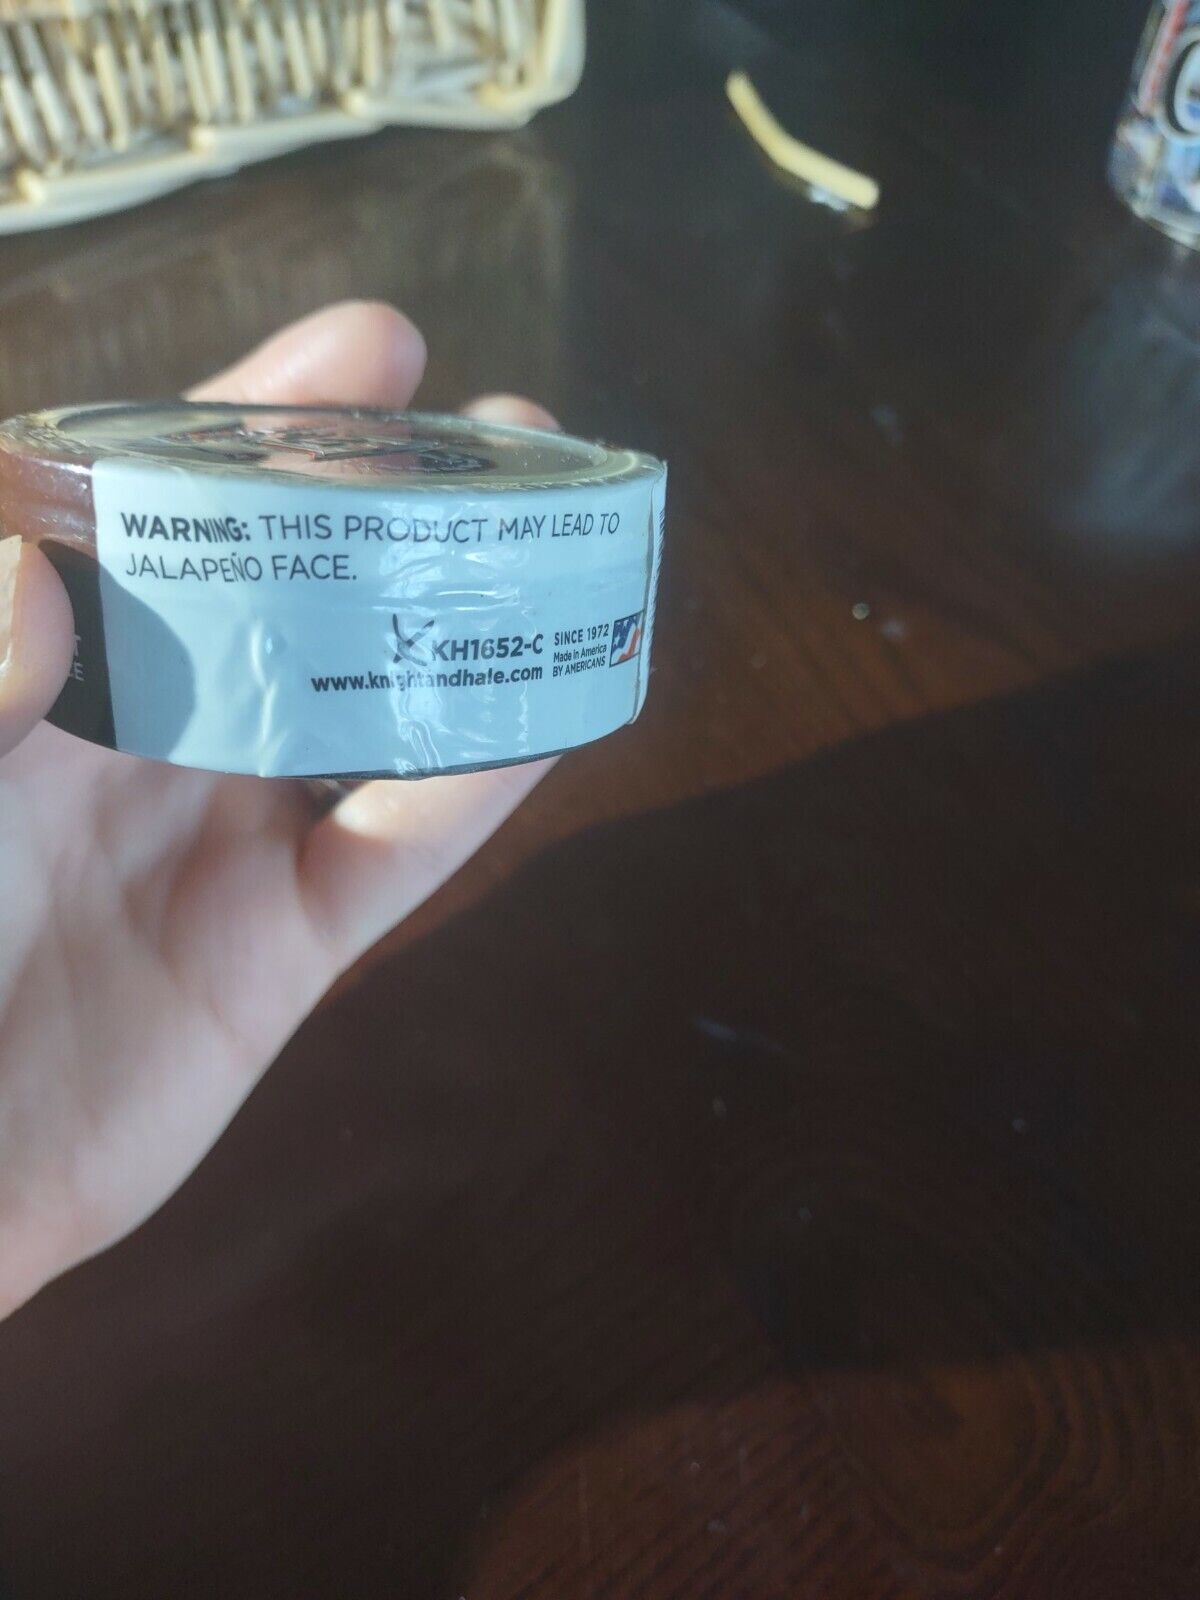 WARNING: THIS PRODUCT MAY LEAD TO
JALAPEÑO FACE.
KH1652-C
www.knightandhale.com
SINCE 1972
Made in America
BY AMERICANS